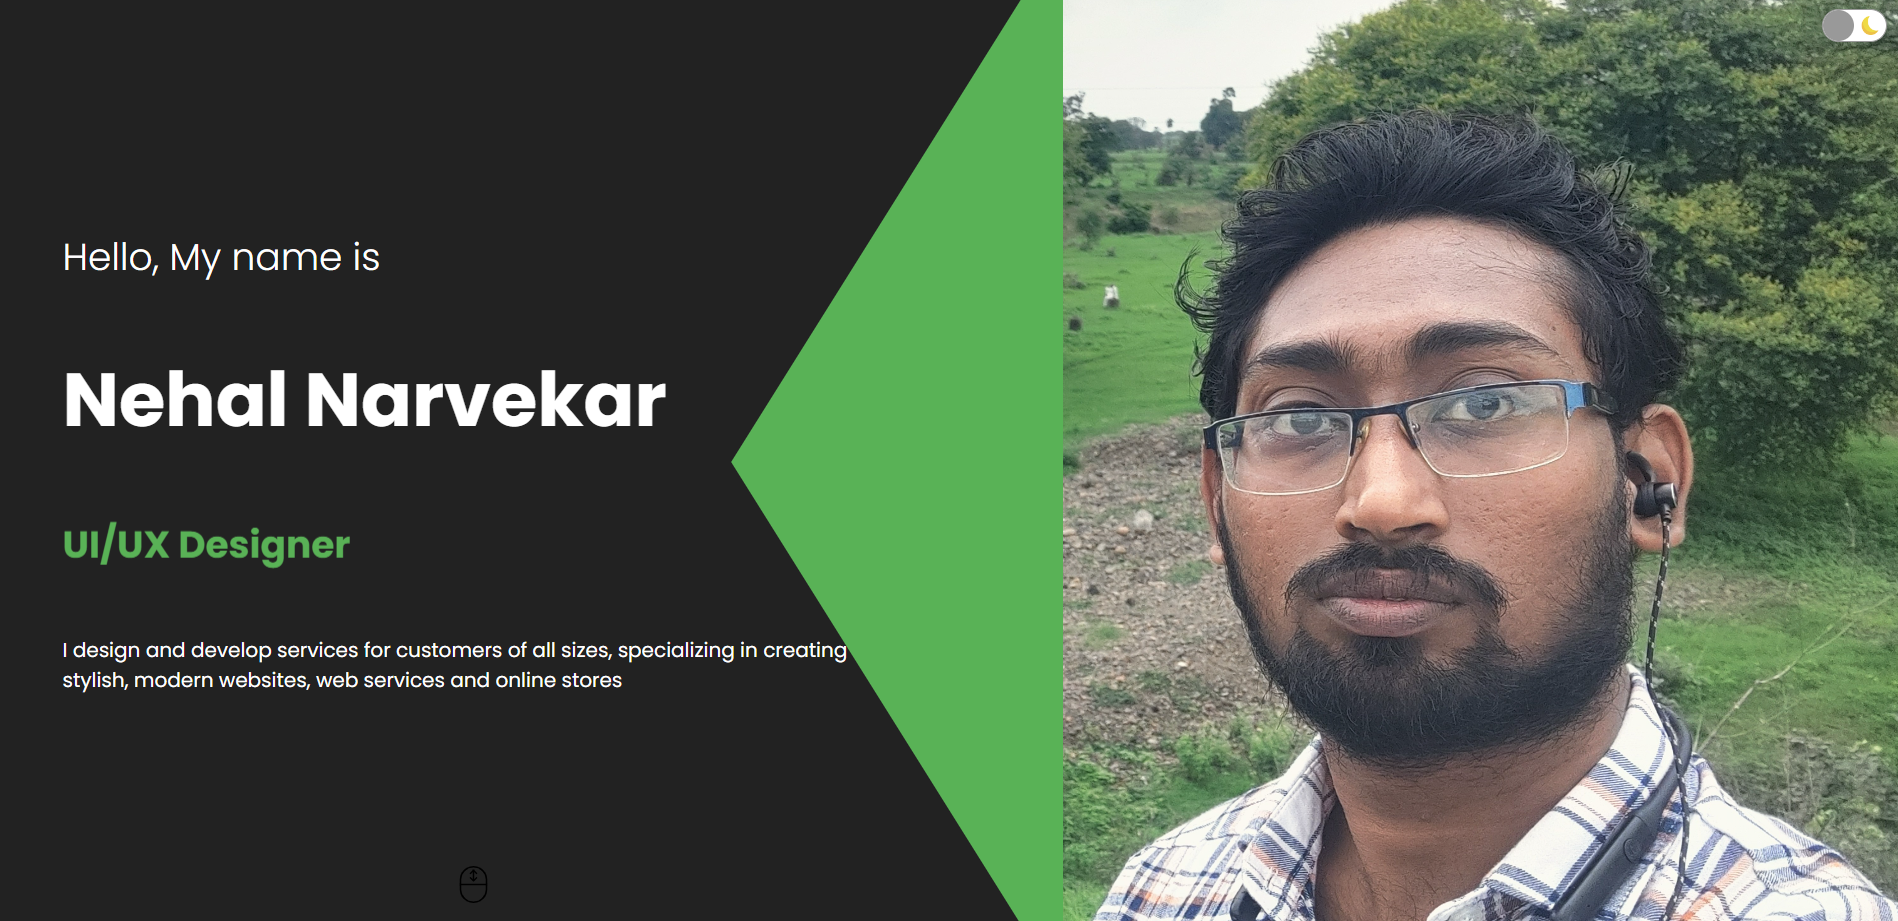 Hello, My name is
Nehal Narvekar
UI/UX Designer
I design and develop services for customers of all sizes, specializing in creating
stylish, modern websites, web services and online stores